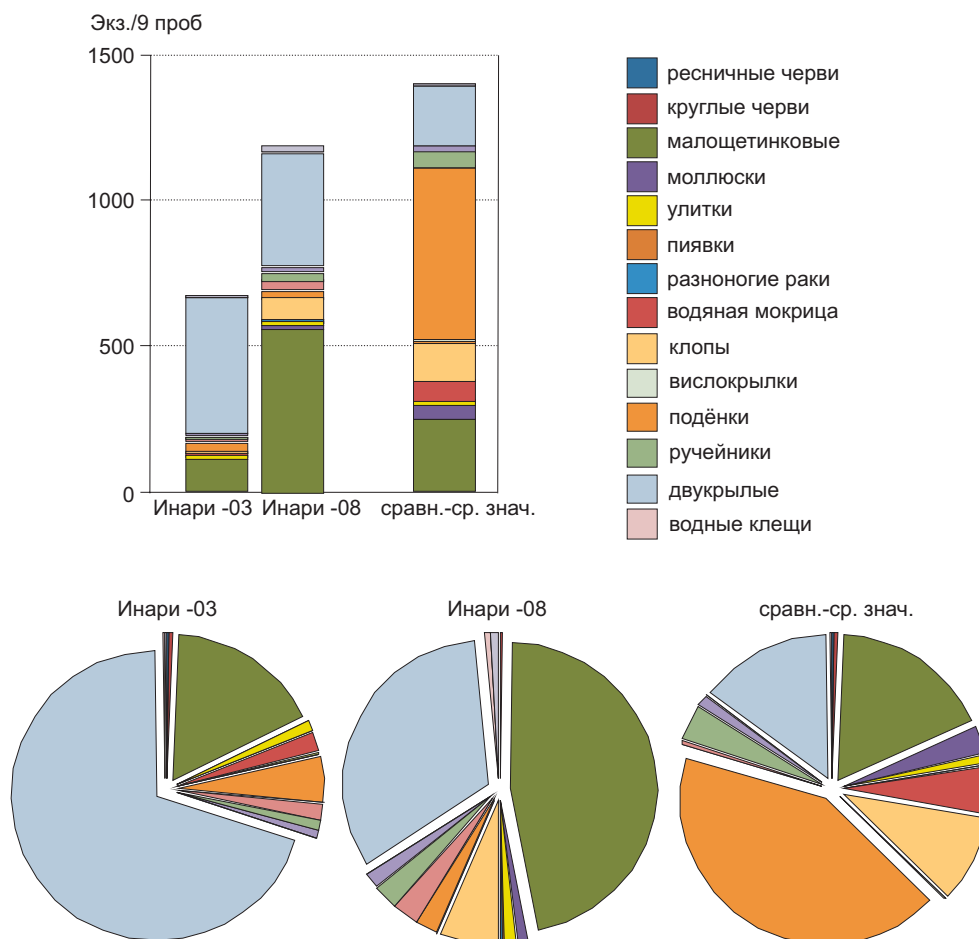 Экз./9 проб
1500
1000
500
0
Инари -03
Инари -08
сравн.-ср. знач.
ресничные черви
круглые черви
малощетинковые
моллюски
улитки
пиявки
разноногие раки
водяная мокрица
клопы
вислокрылки
подёнки
ручейники
двукрылые
водные клещи
Инари -03
Инари -08
сравн.-ср. знач.